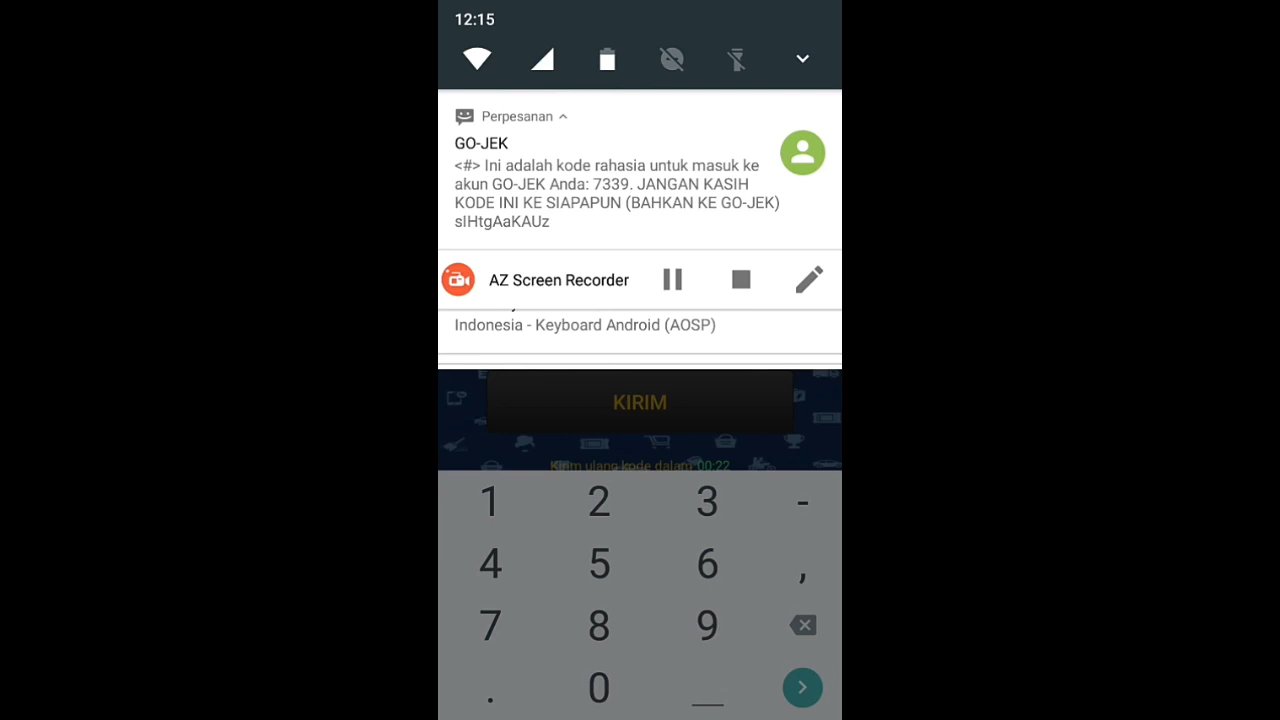 12:15
Perpesanan
GO-JEK
<#> Ini adalah kode rahasia untuk masuk ke
akun GO-JEK Anda: 7339. JANGAN KASIH
KODE INI KE SIAPAPUN (BAHKAN KE GO-JEK)
sIHtgAaKAUz
AZ Screen Recorder
Indonesia - Keyboard Android (AOSP)
KIRIM
Kirim ulang kode dalam 00:22
1 2 3 -
4 5 6 ,
7 8 9
. 0